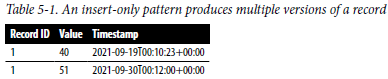 Table 5-1. An insert-only pattern produces multiple versions of a record
Record ID Value Timestamp
1 40 2021-09-19T00:10:23+00:00
1 51 2021-09-30T00:12:00+00:00